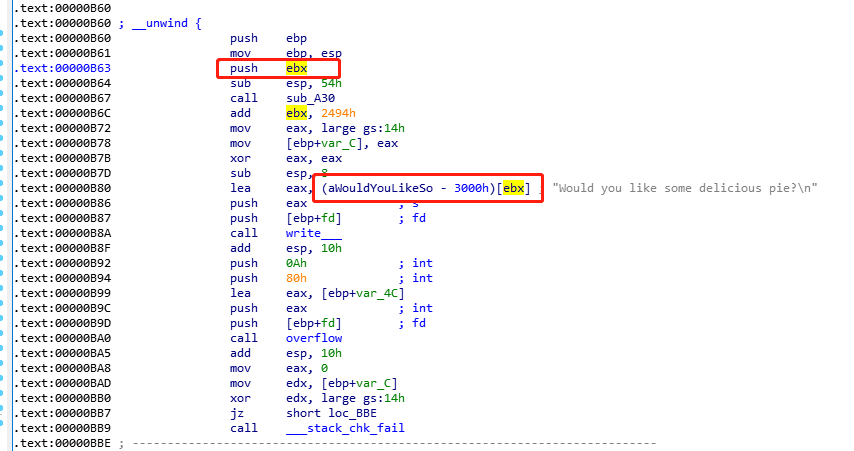 .text:00000B60
.text:00000B60 ; __unwind {
.text:00000B60 push ebp
.text:00000B61 mov ebp, esp
.text:00000B63 push ebx
.text:00000B64 sub esp, 54h
.text:00000B67 call sub_A30
.text:00000B6C add ebx, 2494h
.text:00000B72 mov eax, large gs:14h
.text:00000B78 mov [ebp+var_C], eax
.text:00000B7B xor eax, eax
.text:00000B7D sub esp, 8
.text:00000B80 lea eax, (aWouldYouLikeSo - 3000h)[ebx] ; "Would you like some delicious pie?\n"
.text:00000B86 push eax ; s
.text:00000B87 push [ebp+fd] ; fd
.text:00000B8A call write___
.text:00000B8F add esp, 10h
.text:00000B92 push 0Ah ; int
.text:00000B94 push 80h ; int
.text:00000B99 lea eax, [ebp+var_4C]
.text:00000B9C push eax ; int
.text:00000B9D push [ebp+fd] ; fd
.text:00000BA0 call overflow
.text:00000BA5 add esp, 10h
.text:00000BA8 mov eax, 0
.text:00000BAD mov edx, [ebp+var_C]
.text:00000BB0 xor edx, large gs:14h
.text:00000BB7 jz short loc_BBE
.text:00000BB9 call ___stack_chk_fail
.text:00000BBE ; ---------------------------------------------------------------------------